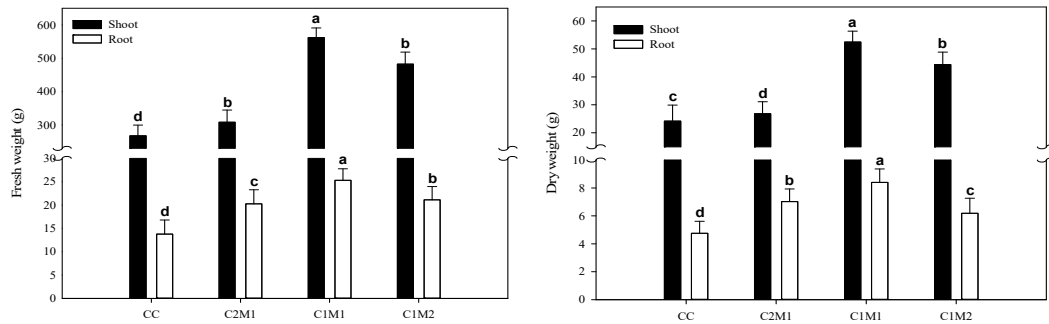 Fresh weight (g)
600
500
400
300
30
25
20
15
10
5
0
Shoot
Root
d
b
a
b
d
c
a
b
CC
C2M1
C1M1
C1M2
Dry weight (g)
60
50
40
30
20
10
8
6
4
2
0
Shoot
Root
c
d
a
b
d
b
a
c
CC
C2M1
C1M1
C1M2